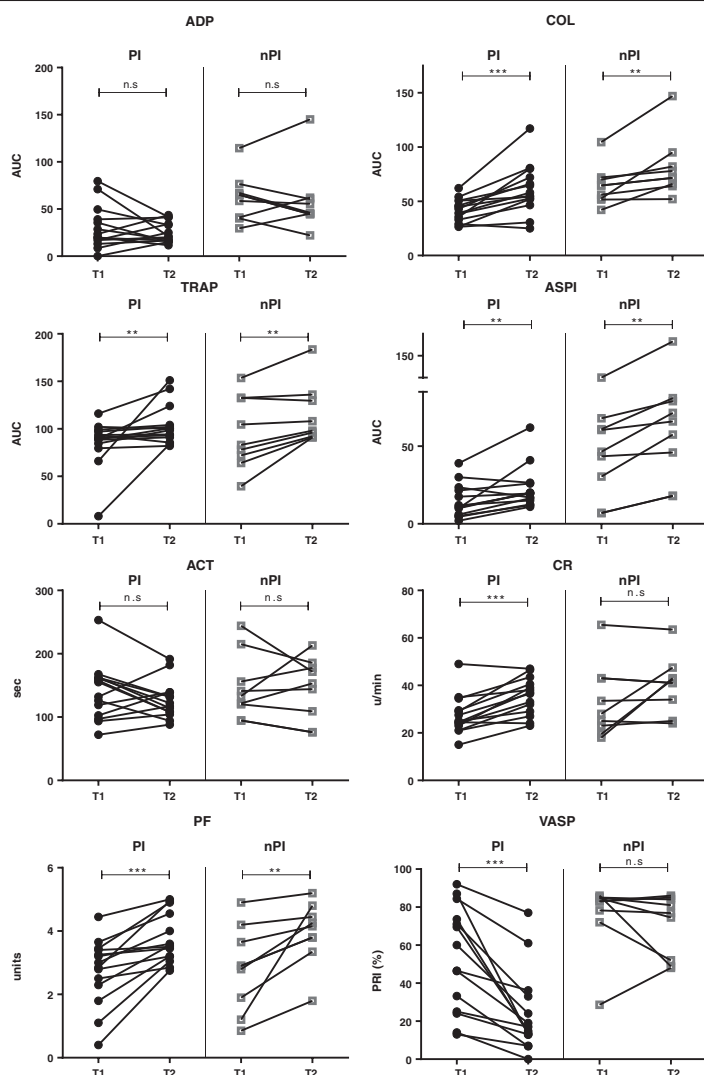 ADP
PI
nPI
n.s
n.s
AUC
200
150
100
50
0
T1
T2
T1
T2
COL
PI
nPI
***
**
AUC
150
100
50
0
T1
T2
T1
T2
TRAP
PI
nPI
**
**
AUC
200
150
100
50
0
T1
T2
T1
T2
ASPI
PI
nPI
**
**
AUC
150
50
0
T1
T2
T1
T2
ACT
PI
nPI
n.s
n.s
sec
300
200
100
0
T1
T2
T1
T2
CR
PI
nPI
***
n.s
u/min
80
60
40
20
0
T1
T2
T1
T2
PF
PI
nPI
***
**
units
6
4
2
0
T1
T2
T1
T2
VASP
PI
nPI
***
n.s
PRI (%)
100
80
60
40
20
0
T1
T2
T1
T2